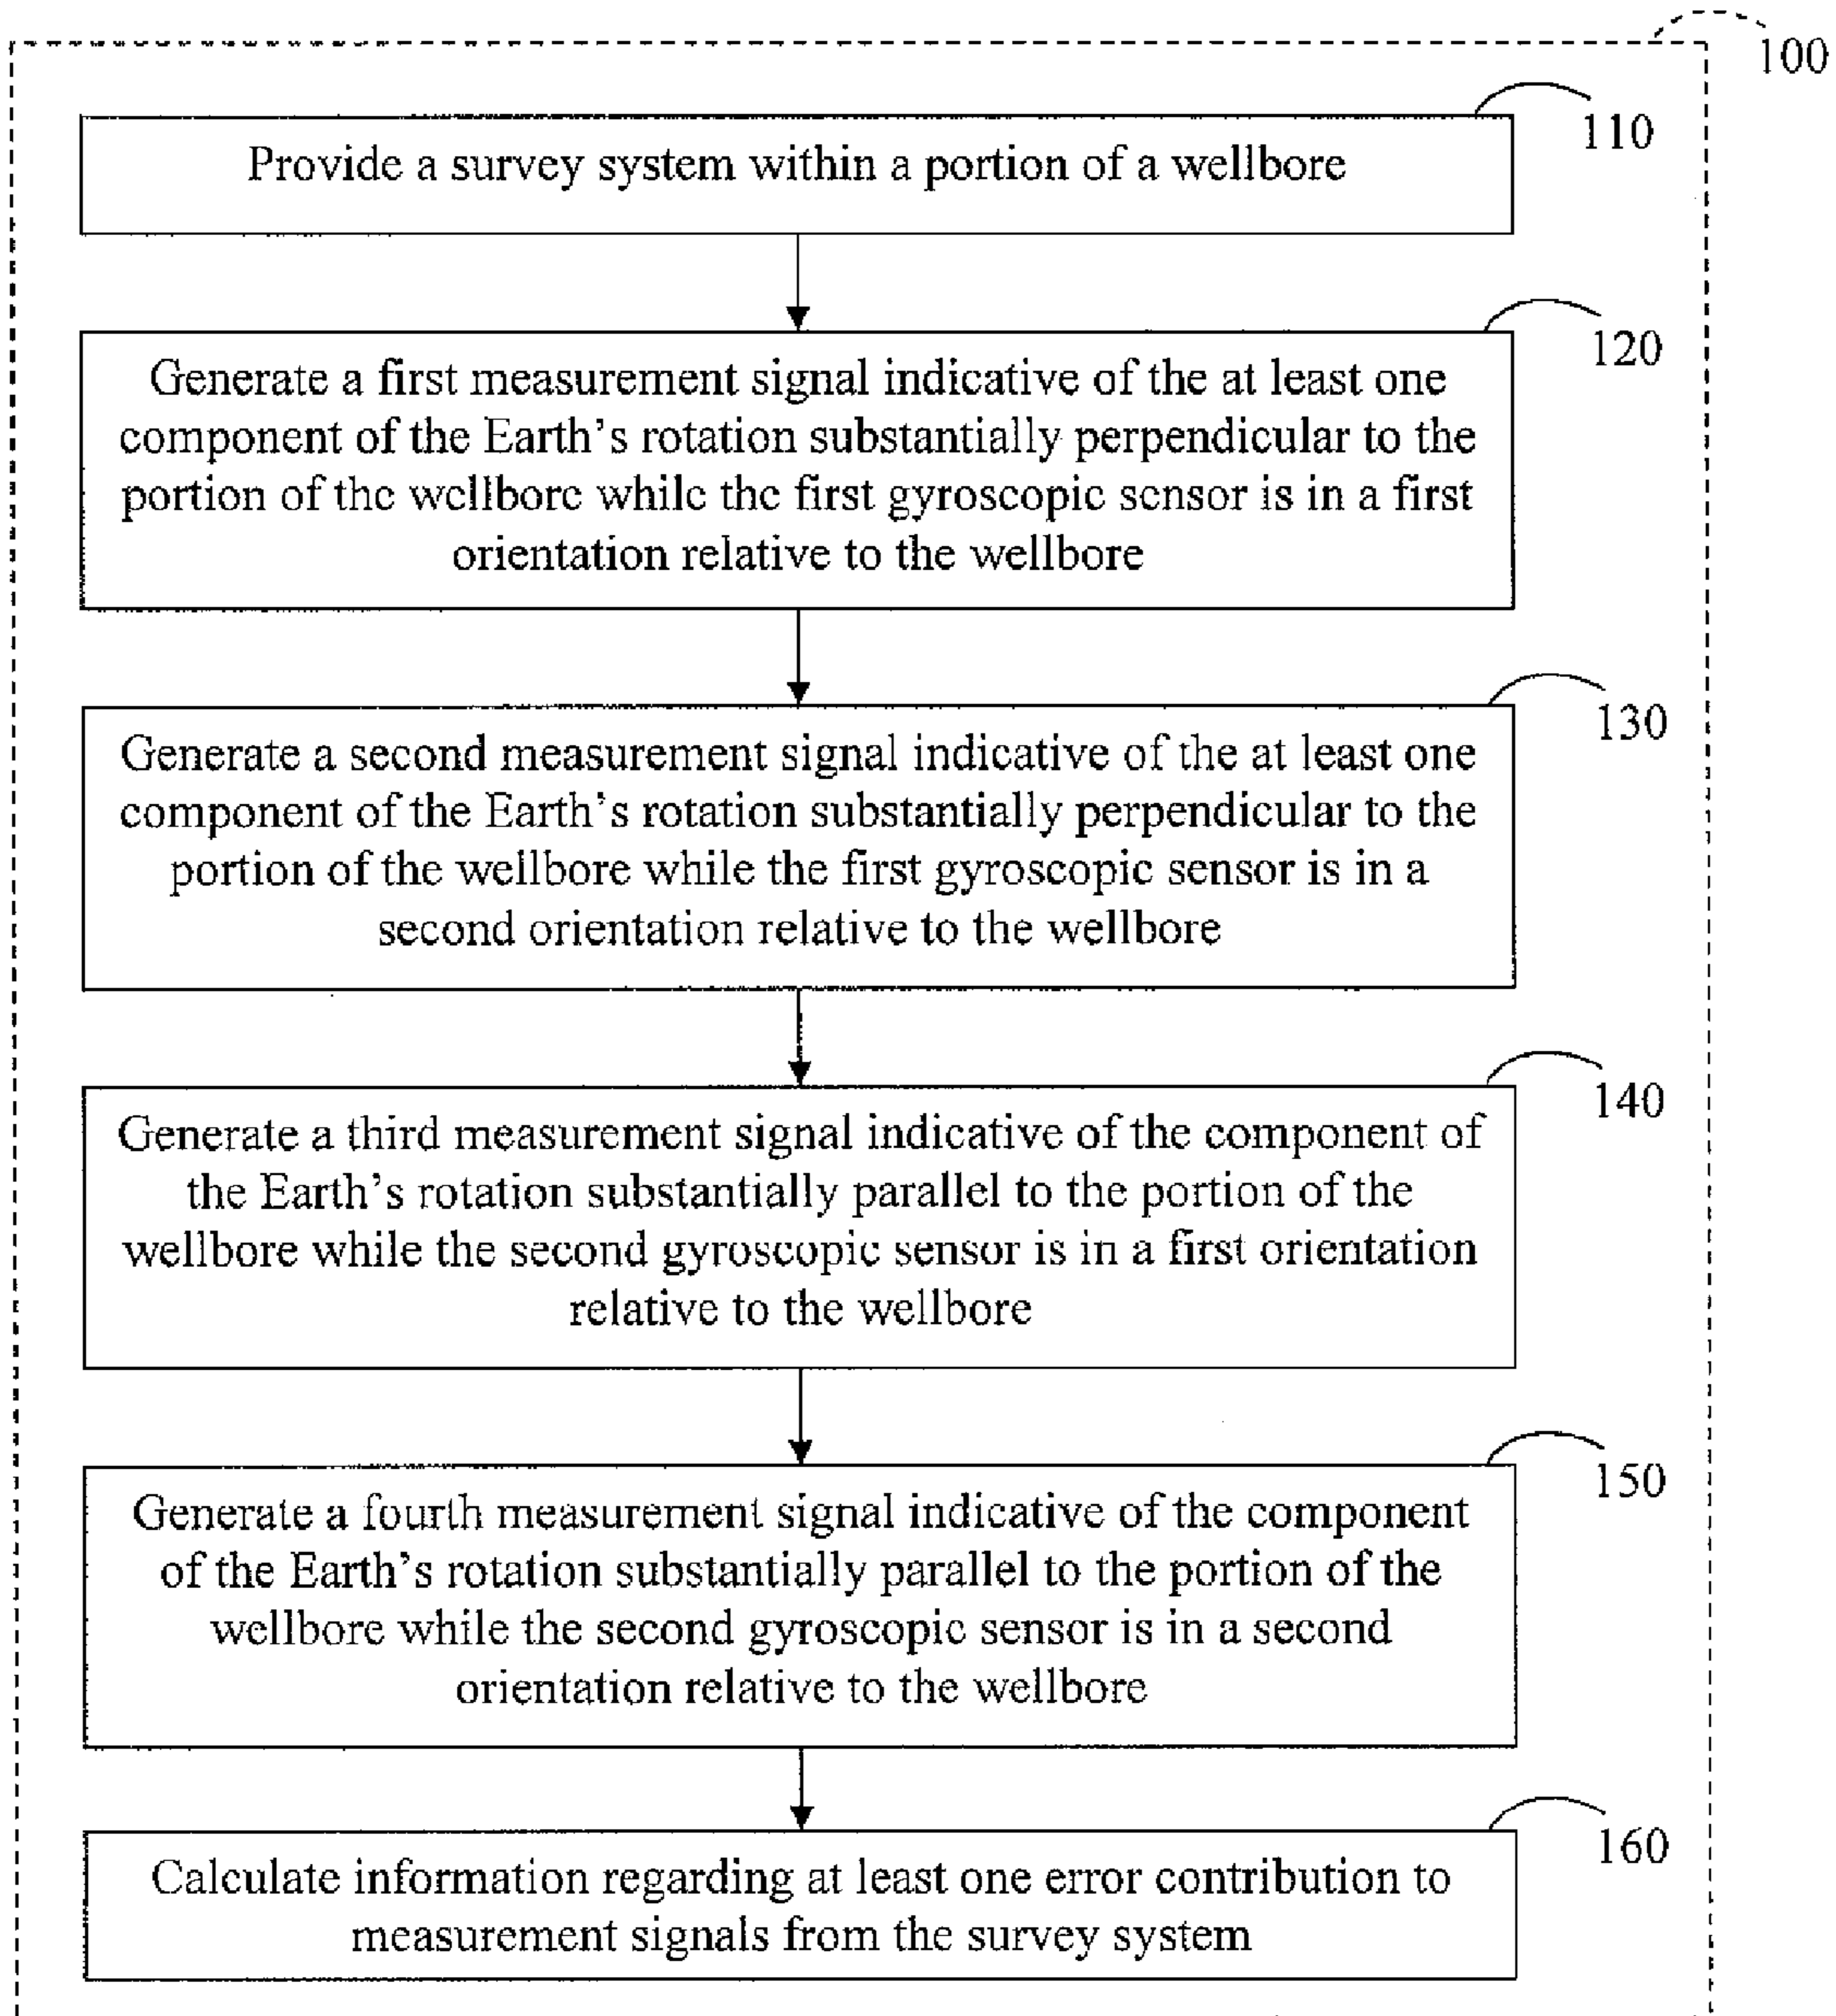 100
110
Provide a survey system within a portion of a wellbore
120
Generate a first measurement signal indicative of the at least one
component of the Earth's rotation substantially perpendicular to the
portion of the wellbore while the first gyroscopic sensor is in a first
orientation relative to the wellbore
130
Generate a second measurement signal indicative of the at least one
component of the Earth's rotation substantially perpendicular to the
portion of the wellbore while the first gyroscopic sensor is in a
second orientation relative to the wellbore
140
Generate a third measurement signal indicative of the component of
the Earth's rotation substantially parallel to the portion of the
wellbore while the second gyroscopic sensor is in a first orientation
relative to the wellbore
150
Generate a fourth measurement signal indicative of the component
of the Earth's rotation substantially parallel to the portion of the
wellbore while the second gyroscopic sensor is in a second
orientation relative to the wellbore
160
Calculate information regarding at least one error contribution to
measurement signals from the survey system